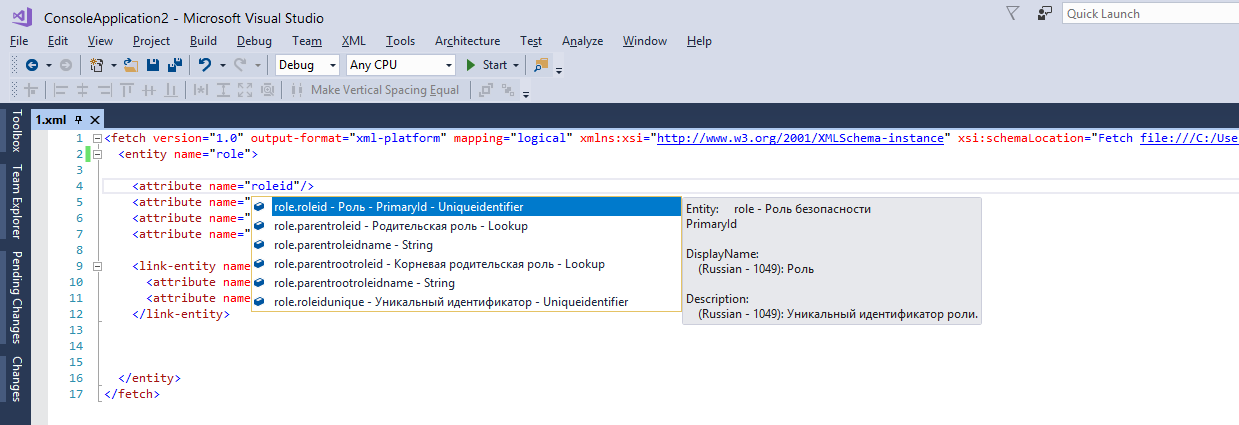 ConsoleApplication2 - Microsoft Visual Studio
Quick Launch
File Edit View Project Build Debug Team XML Tools Architecture Test Analyze Window Help
Debug Any CPU Start
Make Vertical Spacing Equal
Toolbox
Team Explorer
Pending Changes
Changes
1.xml
1 <fetch version="1.0" output-format="xml-platform" mapping="logical" xmlns:xsi="http://www.w3.org/2001/XMLSchema-instance" xsi:schemaLocation="Fetch file:///C:/Use
2 <entity name="role">
3
4 <attribute name="roleid"/>
5 <attribute name="
6 <attribute name="
7 <attribute name="
8
9 <link-entity name
10 <attribute name
11 <attribute name
12 </link-entity>
13
14
15
16 </entity>
17 </fetch>
role.roleid - Роль - PrimaryId - Uniqueidentifier
role.parentroleid - Родительская роль - Lookup
role.parentroleidname - String
role.parentrootroleid - Корневая родительская роль - Lookup
role.parentrootroleidname - String
role.roleidunique - Уникальный идентификатор - Uniqueidentifier
Entity: role - Роль безопасности
PrimaryId
DisplayName:
(Russian - 1049): Роль
Description:
(Russian - 1049): Уникальный идентификатор роли.